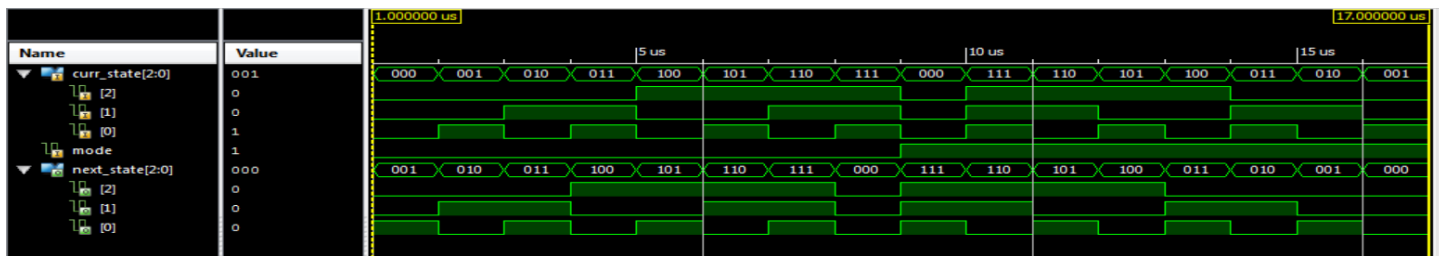 1.000000 us 17.000000 us
Name Value 5 us 10 us 15 us
curr_state[2:0] 001 000 001 010 011 100 101 110 111 000 111 110 101 100 011 010 001
[2] 0
[1] 0
[0] 1
mode 1
next_state[2:0] 000 001 010 011 100 101 110 111 000 111 110 101 100 011 010 001 000
[2] 0
[1] 0
[0] 0